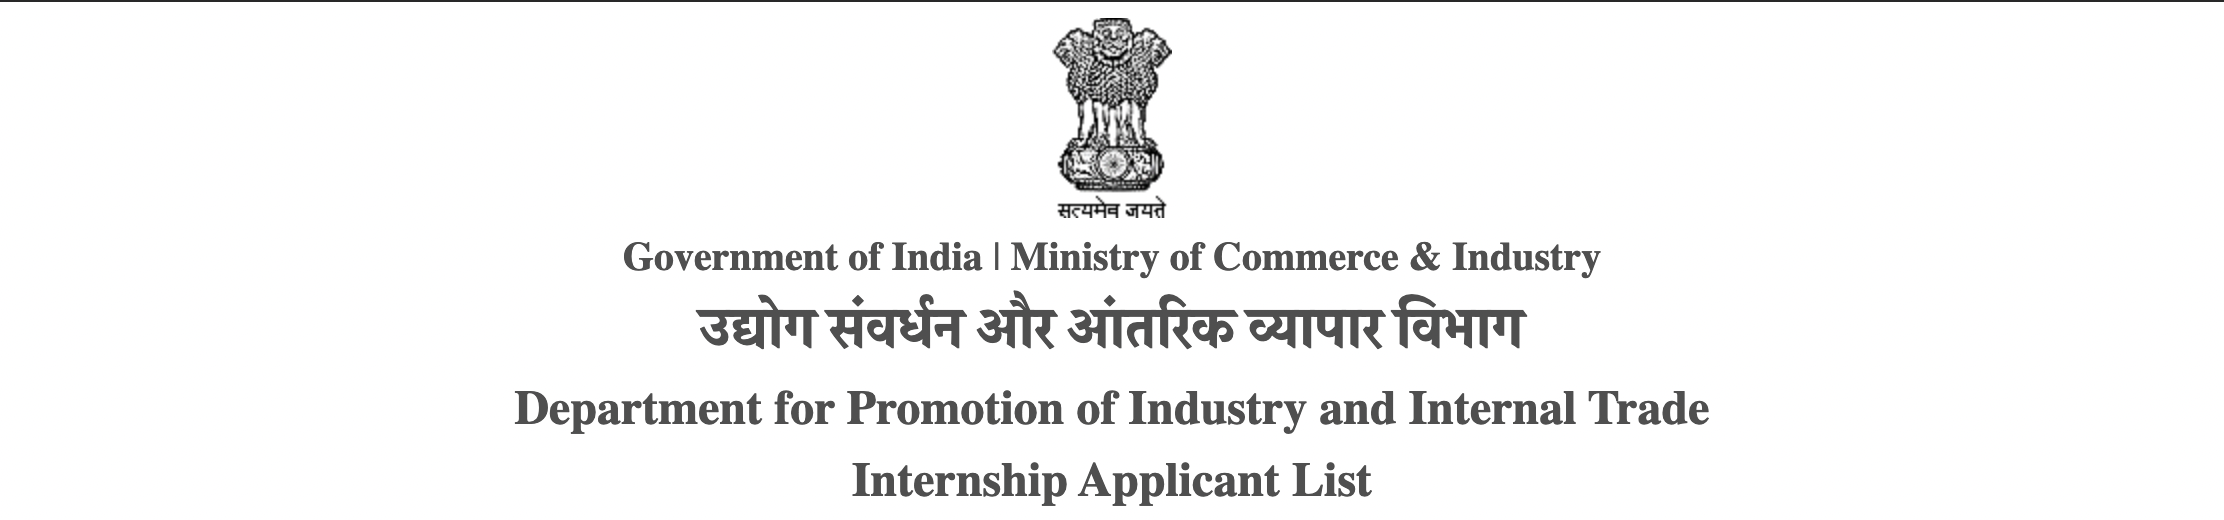 सत्यमेव जयते
Government of India | Ministry of Commerce & Industry
उद्योग संवर्धन और आंतरिक व्यापार विभाग
Department for Promotion of Industry and Internal Trade
Internship Applicant List